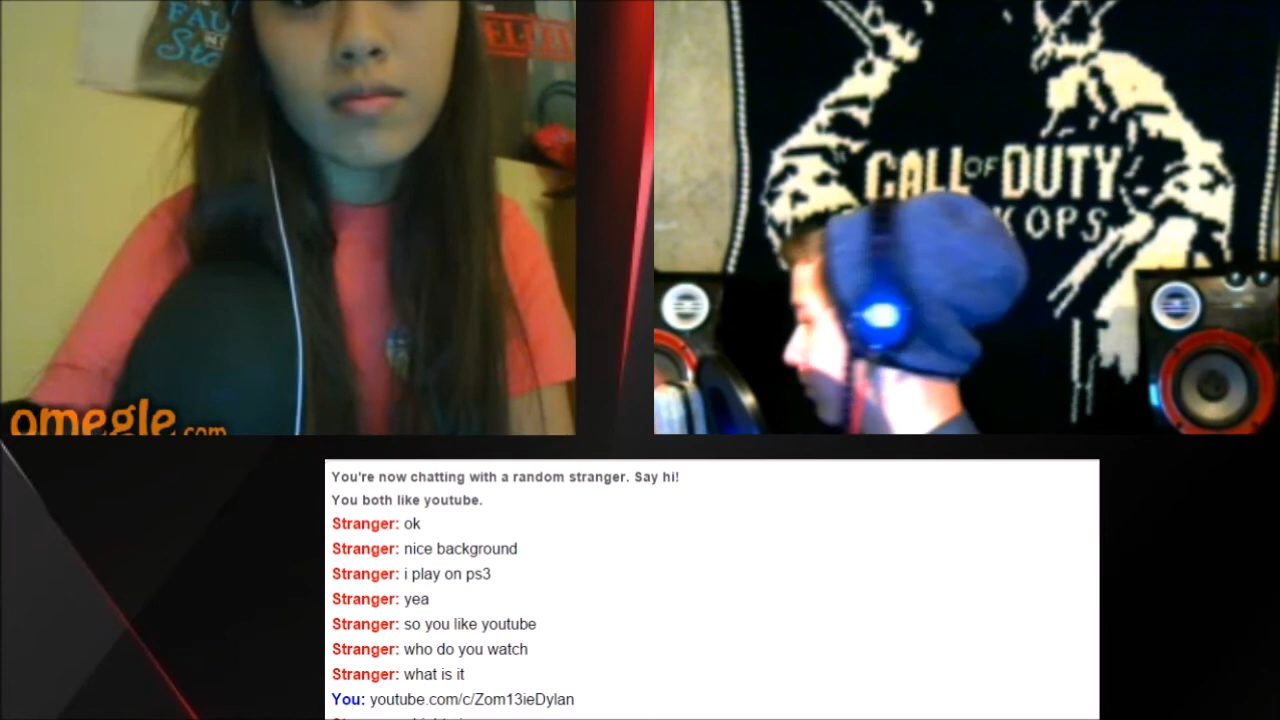 FAU
Sto
omegle.com
CALL OF DUTY
K OPS
You're now chatting with a random stranger. Say hi!
You both like youtube.
Stranger: ok
Stranger: nice background
Stranger: i play on ps3
Stranger: yea
Stranger: so you like youtube
Stranger: who do you watch
Stranger: what is it
You: youtube.com/c/Zom13ieDylan